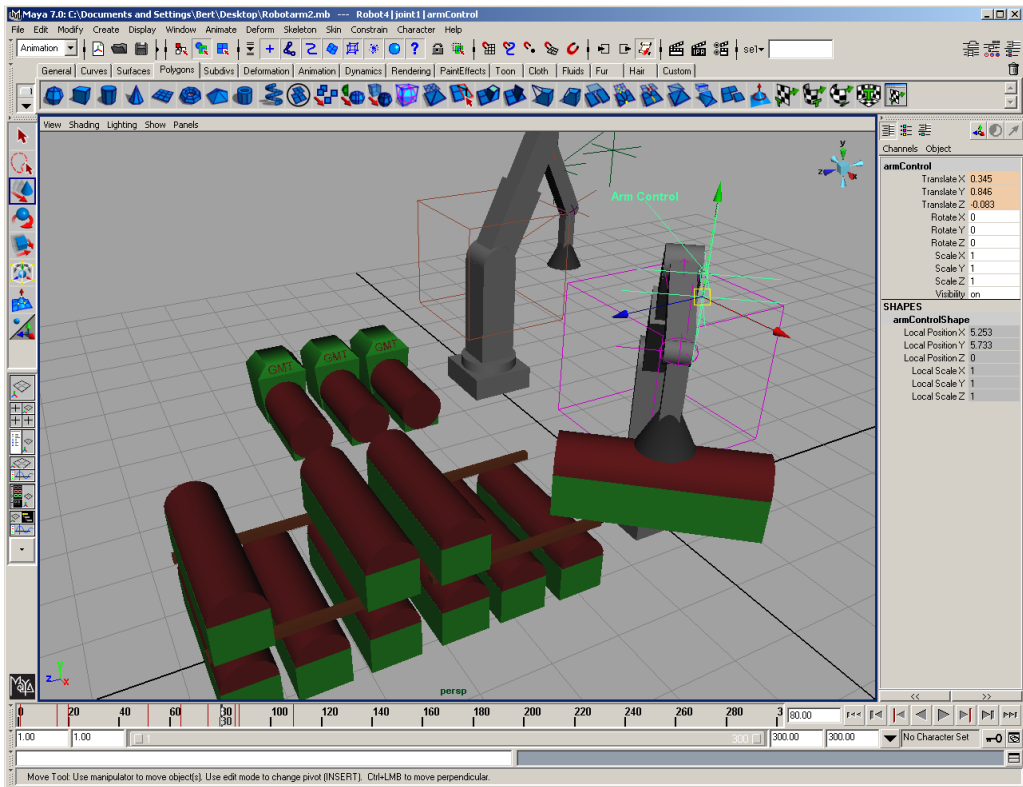 Maya 7.0: C:\Documents and Settings\Bert\Desktop\Robotarm2.mb --- Robot4|joint1|armControl
File Edit Modify Create Display Window Animate Deform Skeleton Skin Constrain Character Help
Animation sel
General Curves Surfaces Polygons Subdivs Deformation Animation Dynamics Rendering PaintEffects Toon Cloth Fluids Fur Hair Custom
View Shading Lighting Show Panels
Channels Object
armControl
Translate X 0.345
Translate Y 0.846
Translate Z -0.083
Rotate X 0
Rotate Y 0
Rotate Z 0
Scale X 1
Scale Y 1
Scale Z 1
Visibility on
SHAPES
armControlShape
Local Position X 5.253
Local Position Y 5.733
Local Position Z 0
Local Scale X 1
Local Scale Y 1
Local Scale Z 1
y
z
x
Arm Control
GMT GMT GMT
y
z x
persp
MAYA
<< >>
0 20 40 60 80 100 120 140 160 180 200 220 240 260 280 3 80.00
80
1.00 1.00 1 300 300.00 300.00 No Character Set
Move Tool: Use manipulator to move object(s). Use edit mode to change pivot (INSERT). Ctrl+LMB to move perpendicular.